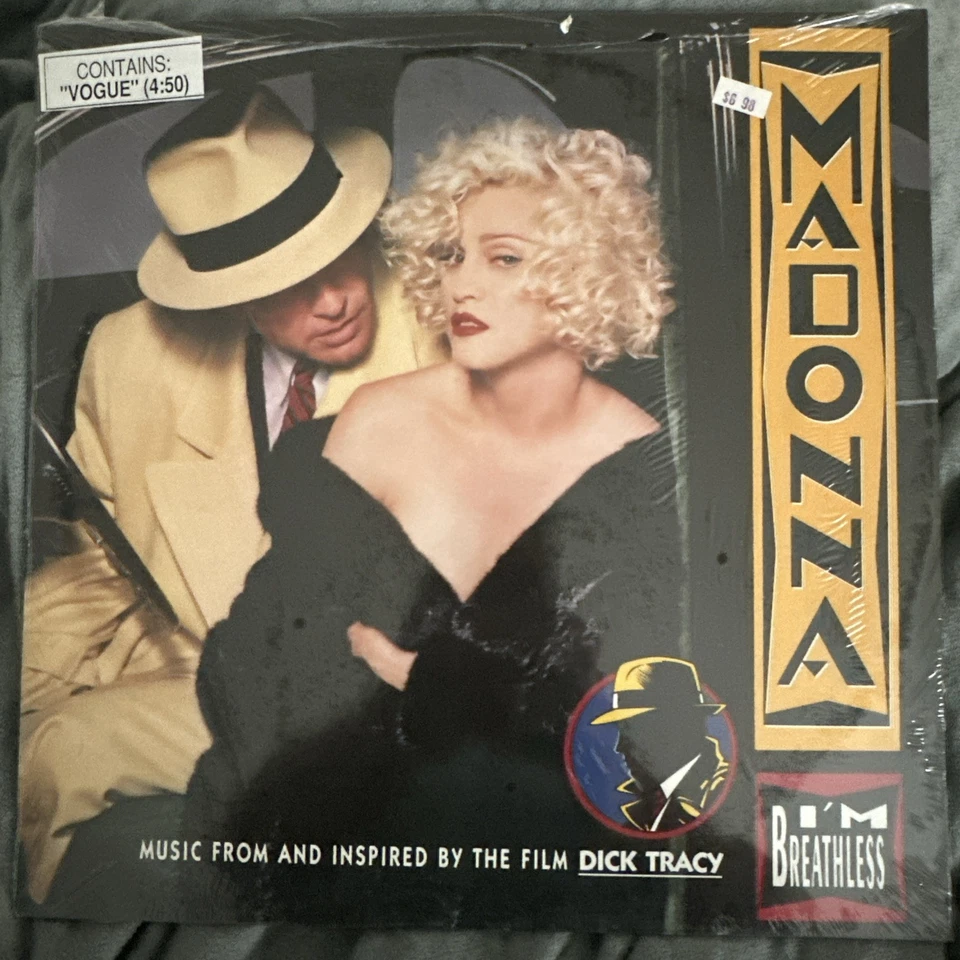 CONTAINS:
"VOGUE" (4:50)
$6.98
MADONNA
I'M
BREATHLESS
MUSIC FROM AND INSPIRED BY THE FILM DICK TRACY